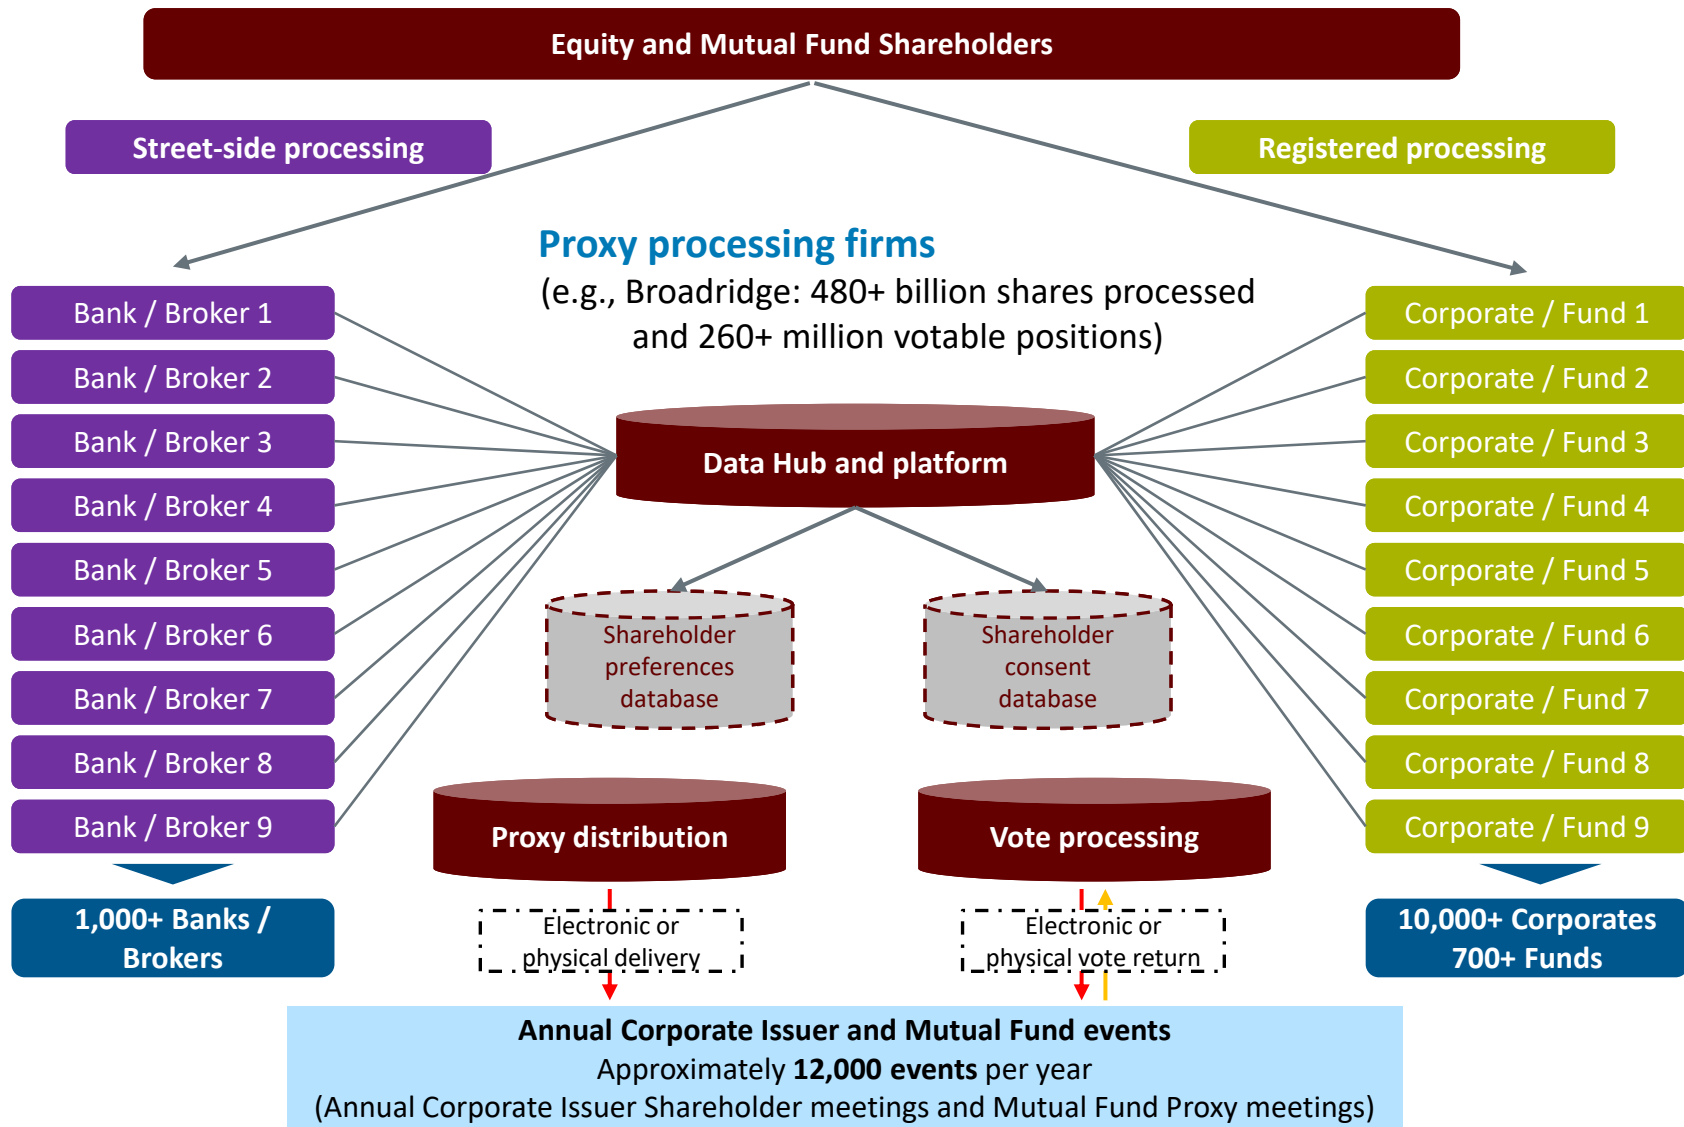 Equity and Mutual Fund Shareholders
Street-side processing
Registered processing
Proxy processing firms
(e.g., Broadridge: 480+ billion shares processed
and 260+ million votable positions)
Bank / Broker 1
Bank / Broker 2
Bank / Broker 3
Bank / Broker 4
Bank / Broker 5
Bank / Broker 6
Bank / Broker 7
Bank / Broker 8
Bank / Broker 9
1,000+ Banks /
Brokers
Data Hub and platform
Shareholder
preferences
database
Shareholder
consent
database
Proxy distribution
Vote processing
Electronic or
physical delivery
Electronic or
physical vote return
Corporate / Fund 1
Corporate / Fund 2
Corporate / Fund 3
Corporate / Fund 4
Corporate / Fund 5
Corporate / Fund 6
Corporate / Fund 7
Corporate / Fund 8
Corporate / Fund 9
10,000+ Corporates
700+ Funds
Annual Corporate Issuer and Mutual Fund events
Approximately 12,000 events per year
(Annual Corporate Issuer Shareholder meetings and Mutual Fund Proxy meetings)